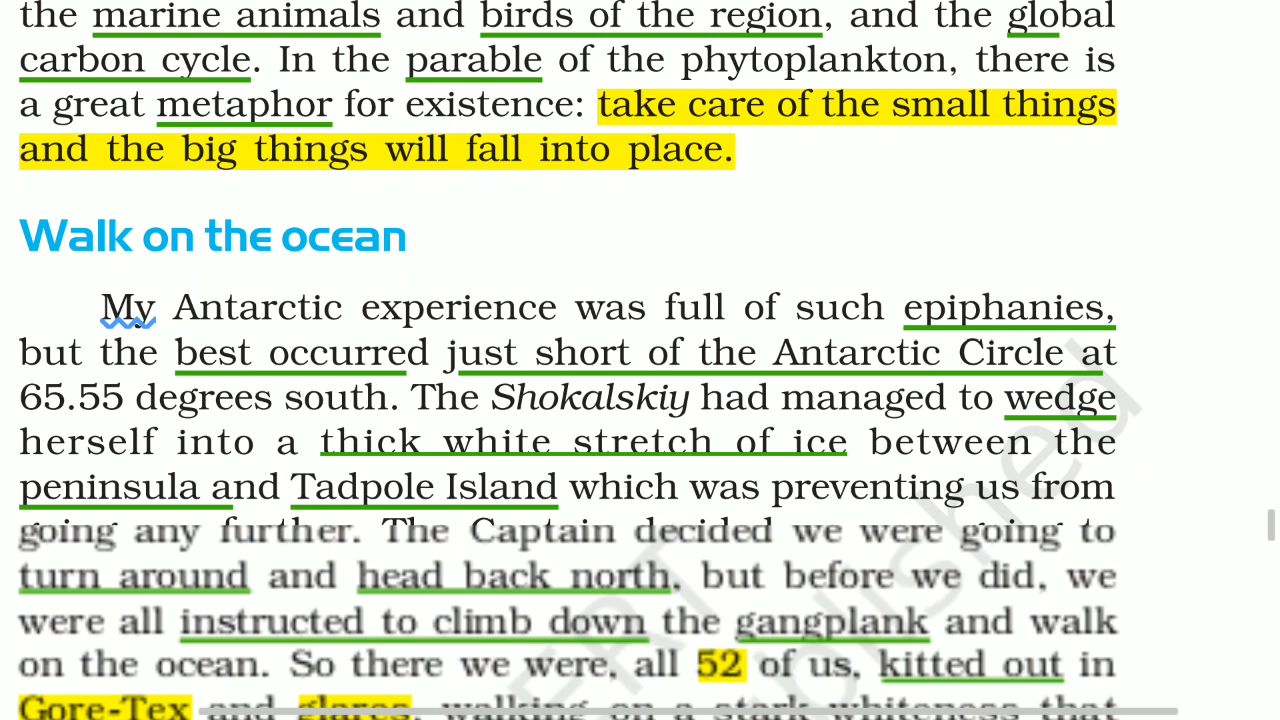 the marine animals and birds of the region, and the global
carbon cycle. In the parable of the phytoplankton, there is
a great metaphor for existence: take care of the small things
and the big things will fall into place.
Walk on the ocean
My Antarctic experience was full of such epiphanies,
but the best occurred just short of the Antarctic Circle at
65.55 degrees south. The Shokalskiy had managed to wedge
herself into a thick white stretch of ice between the
peninsula and Tadpole Island which was preventing us from
going any further. The Captain decided we were going to
turn around and head back north, but before we did, we
were all instructed to climb down the gangplank and walk
on the ocean. So there we were, all 52 of us, kitted out in
Gore-Tex and glares, walking on a stark whiteness that